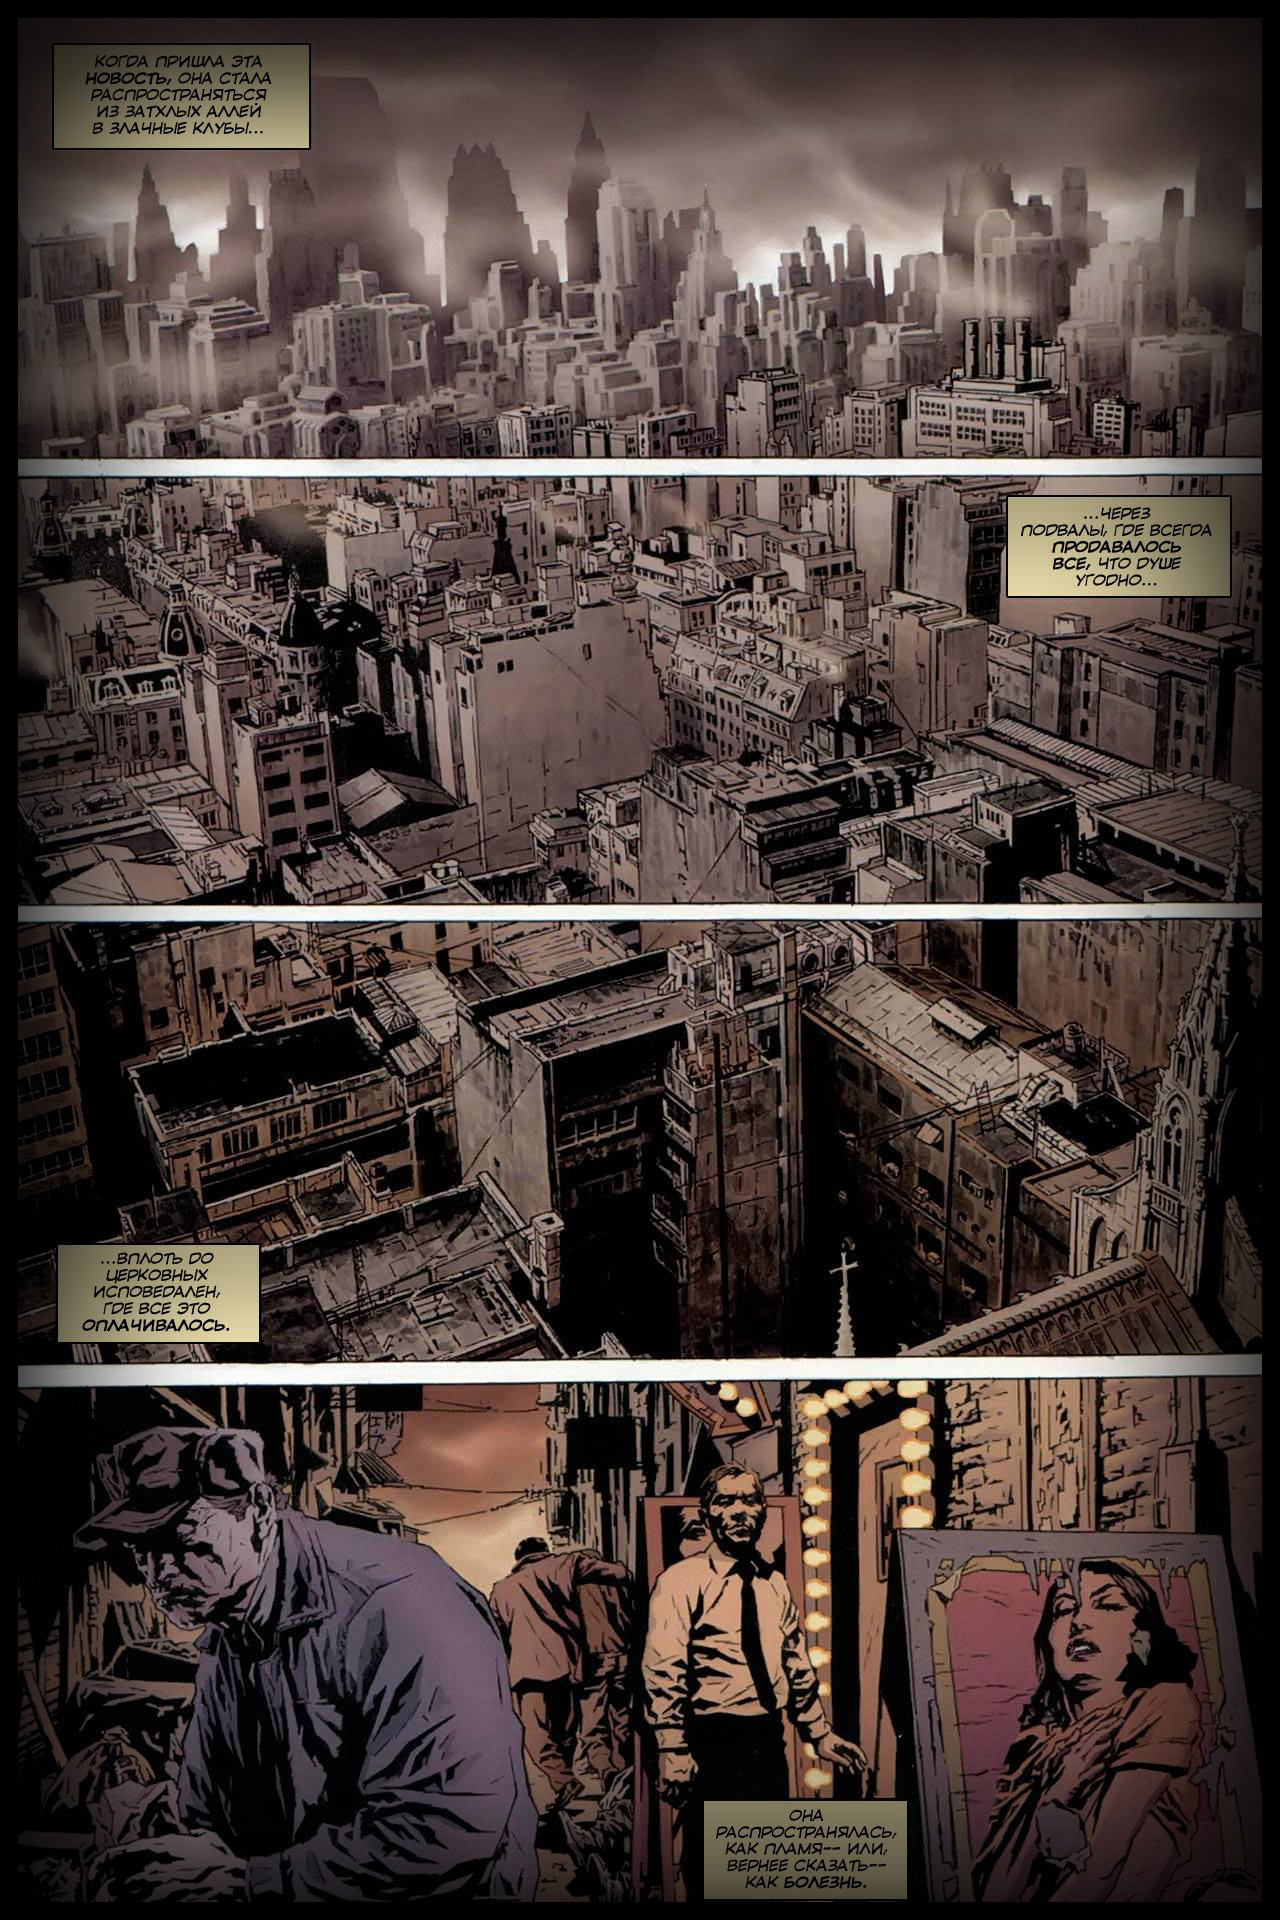 КОГДА ПРИШЛА ЭТА
НОВОСТЬ, ОНА СТАЛА
РАСПРОСТРАНЯТЬСЯ
ИЗ ЗАТХЛЫХ АЛЛЕЙ
В ЗЛАЧНЫЕ КЛУБЫ...
...ЧЕРЕЗ
ПОДВАЛЫ, ГДЕ ВСЕГДА
ПРОДАВАЛОСЬ
ВСЕ, ЧТО ДУШЕ
УГОДНО...
...ВПЛОТЬ ДО
ЦЕРКОВНЫХ
ИСПОВЕДАЛЕН,
ГДЕ ВСЕ ЭТО
ОПЛАЧИВАЛОСЬ.
ОНА
РАСПРОСТРАНЯЛАСЬ,
КАК ПЛАМЯ-- ИЛИ,
ВЕРНЕЕ СКАЗАТЬ--
КАК БОЛЕЗНЬ.